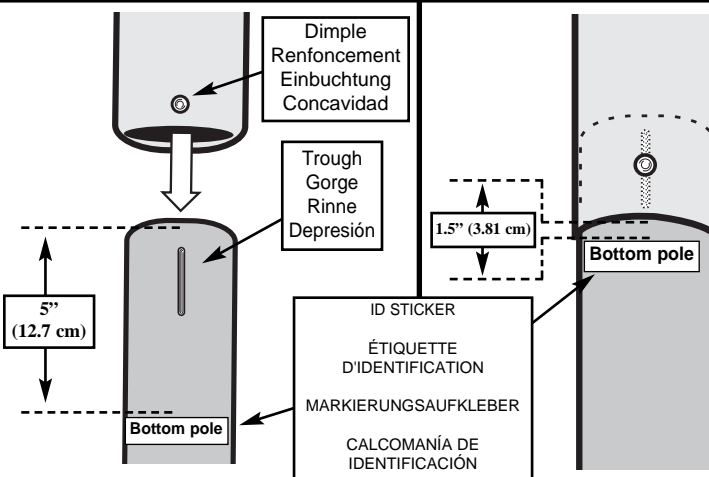 Dimple
Renfoncement
Einbuchtung
Concavidad
Trough
Gorge
Rinne
Depresión
5”
(12.7 cm)
Bottom pole
1.5” (3.81 cm)
Bottom pole
ID STICKER
ÉTIQUETTE
D'IDENTIFICATION
MARKIERUNGSAUFKLEBER
CALCOMANÍA DE
IDENTIFICACIÓN